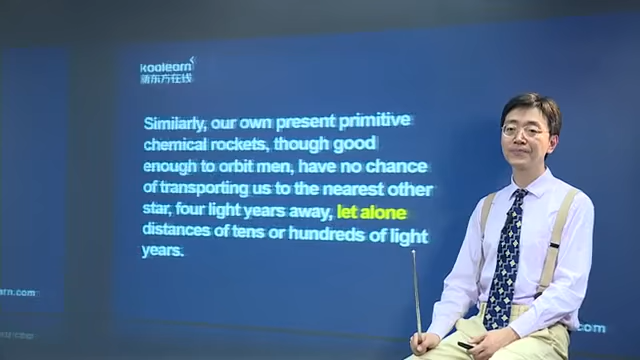 koolearn
新东方在线
Similarly, our own present primitive
chemical rockets, though good
enough to orbit men, have no chance
of transporting us to the nearest other
star, four light years away, let alone
distances of tens or hundreds of light
years.
arn.com
.com